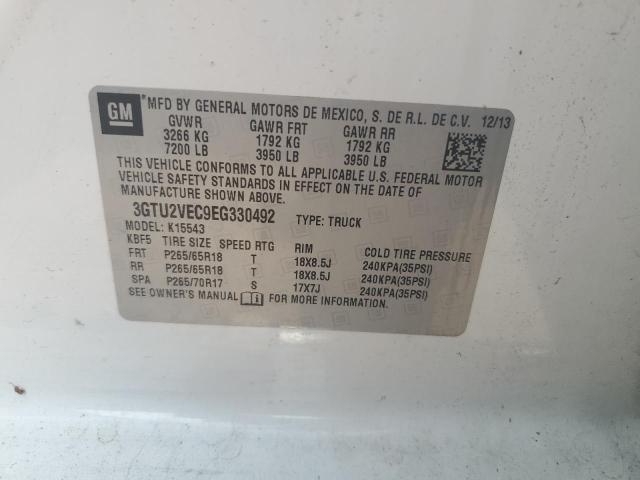 GM
*MFD BY GENERAL MOTORS DE MEXICO, S. DE R.L. DE C.V. 12/13
GVWR GAWR FRT GAWR RR
3266 KG 1792 KG 1792 KG
7200 LB 3950 LB 3950 LB
THIS VEHICLE CONFORMS TO ALL APPLICABLE U.S. FEDERAL MOTOR
VEHICLE SAFETY STANDARDS IN EFFECT ON THE DATE OF
MANUFACTURE SHOWN ABOVE.
3GTU2VEC9EG330492 TYPE: TRUCK
MODEL: K15543
KBF5 TIRE SIZE SPEED RTG RIM COLD TIRE PRESSURE
FRT P265/65R18 T 18X8.5J 240KPA(35PSI)
RR P265/65R18 T 18X8.5J 240KPA(35PSI)
SPA P265/70R17 S 17X7J 240KPA(35PSI)
SEE OWNER'S MANUAL FOR MORE INFORMATION.